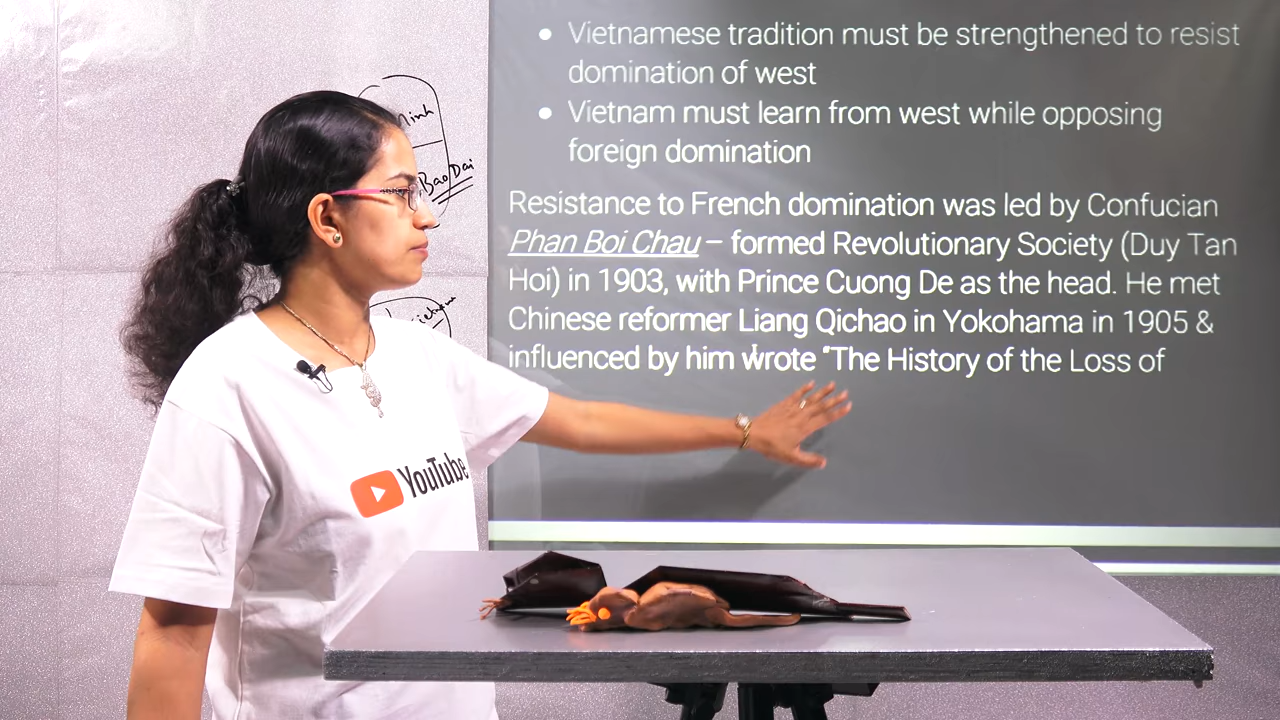 • Vietnamese tradition must be strengthened to resist
domination of west
• Vietnam must learn from west while opposing
foreign domination
Resistance to French domination was led by Confucian
Phan Boi Chau – formed Revolutionary Society (Duy Tan
Hoi) in 1903, with Prince Cuong De as the head. He met
Chinese reformer Liang Qichao in Yokohama in 1905 &
influenced by him wrote "The History of the Loss of
Bao Dai
YouTube